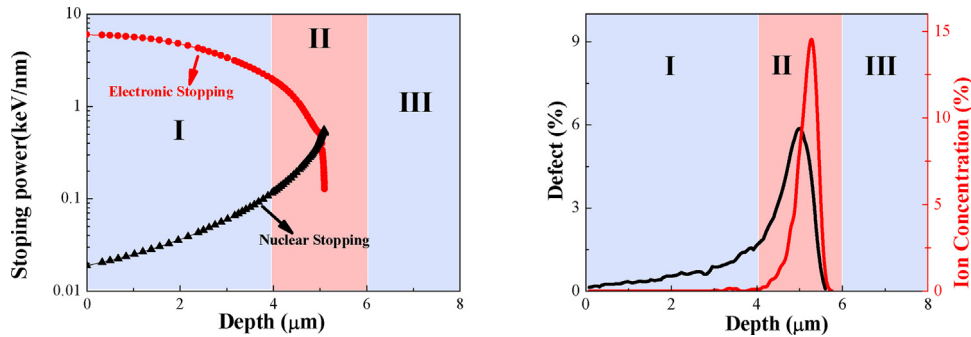 10
1
0.1
0.01
Stoping power(keV/nm)
Electronic Stopping
Nuclear Stopping
I
II
III
0 2 4 6 8
Depth (μm)
9
6
3
0
Defect (%)
I
II
III
15
10
5
0
Ion Concentration (%)
0 2 4 6 8
Depth (μm)